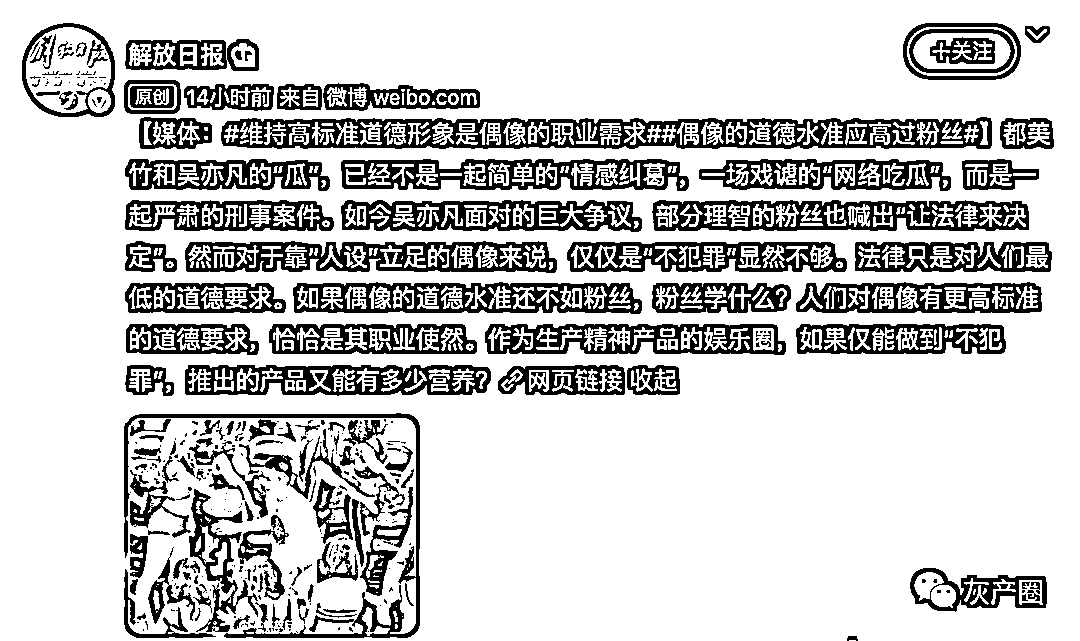 解放日报
+关注
原创 14小时前 来自 微博 weibo.com
【媒体：#维持高标准道德形象是偶像的职业需求##偶像的道德水准应高过粉丝#】都美
竹和吴亦凡的“瓜”，已经不是一起简单的“情感纠葛”，一场戏谑的“网络吃瓜”，而是一
起严肃的刑事案件。如今吴亦凡面对的巨大争议，部分理智的粉丝也喊出“让法律来决
定”。然而对于靠“人设”立足的偶像来说，仅仅是“不犯罪”显然不够。法律只是对人们最
低的道德要求。如果偶像的道德水准还不如粉丝，粉丝学什么？人们对偶像有更高标准
的道德要求，恰恰是其职业使然。作为生产精神产品的娱乐圈，如果仅能做到“不犯
罪”，推出的产品又能有多少营养？网页链接 收起
灰产圈